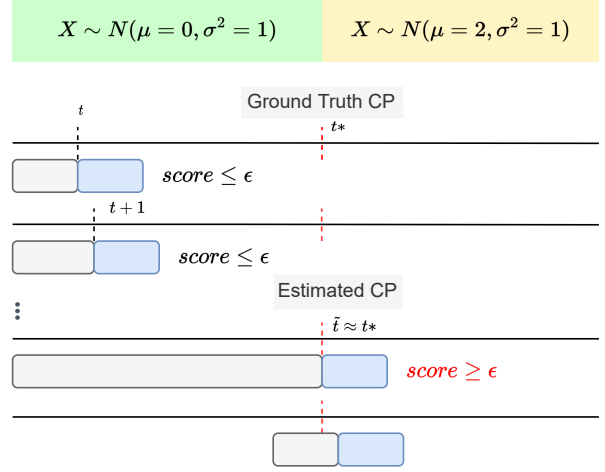 X ∼ N(μ = 0, σ² = 1) X ∼ N(μ = 2, σ² = 1)
t Ground Truth CP
t∗
score ≤ ϵ
t + 1
score ≤ ϵ
Estimated CP
t̃ ≈ t∗
score ≥ ϵ